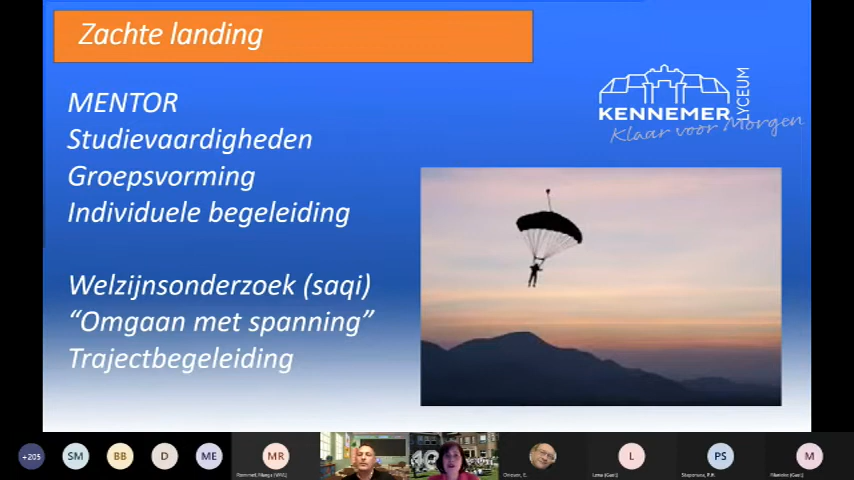 Zachte landing
MENTOR
Studievaardigheden
Groepsvorming
Individuele begeleiding
Welzijnsonderzoek (saqi)
“Omgaan met spanning”
Trajectbegeleiding
KENNEMER
LYCEUM
Klaar voor Morgen
+205
SM
BB
D
ME
MR
L
PS
M